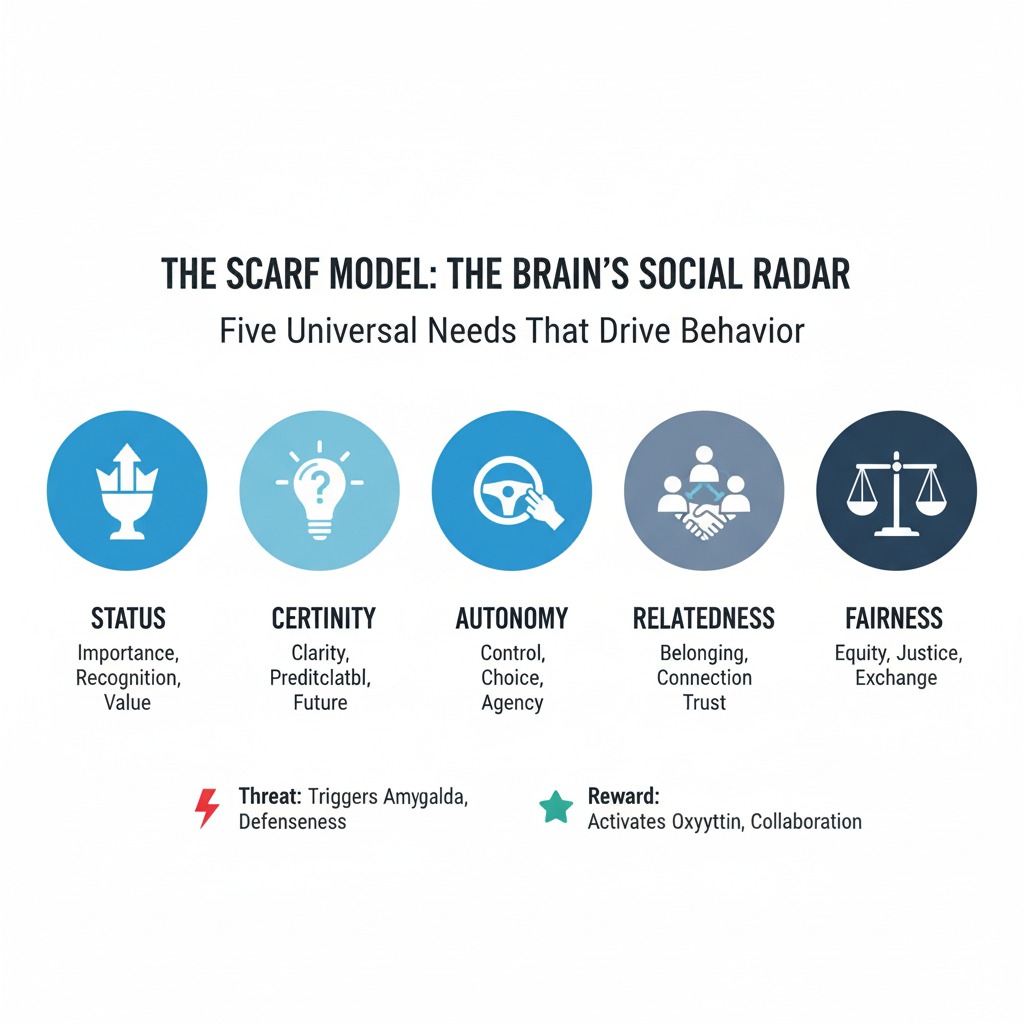 THE SCARF MODEL: THE BRAIN'S SOCIAL RADAR
Five Universal Needs That Drive Behavior
?
STATUS
Importance,
Recognition,
Value
CERTINITY
Clarity,
Preditclatbl,
Future
AUTONOMY
Control,
Choice,
Agency
RELATEDNESS
Belonging,
Connection
Trust
FAIRNESS
Equity, Justice,
Exchange
Threat: Triggers Amygalda,
Defenseness
Reward:
Activates Oxyyttin, Collaboration